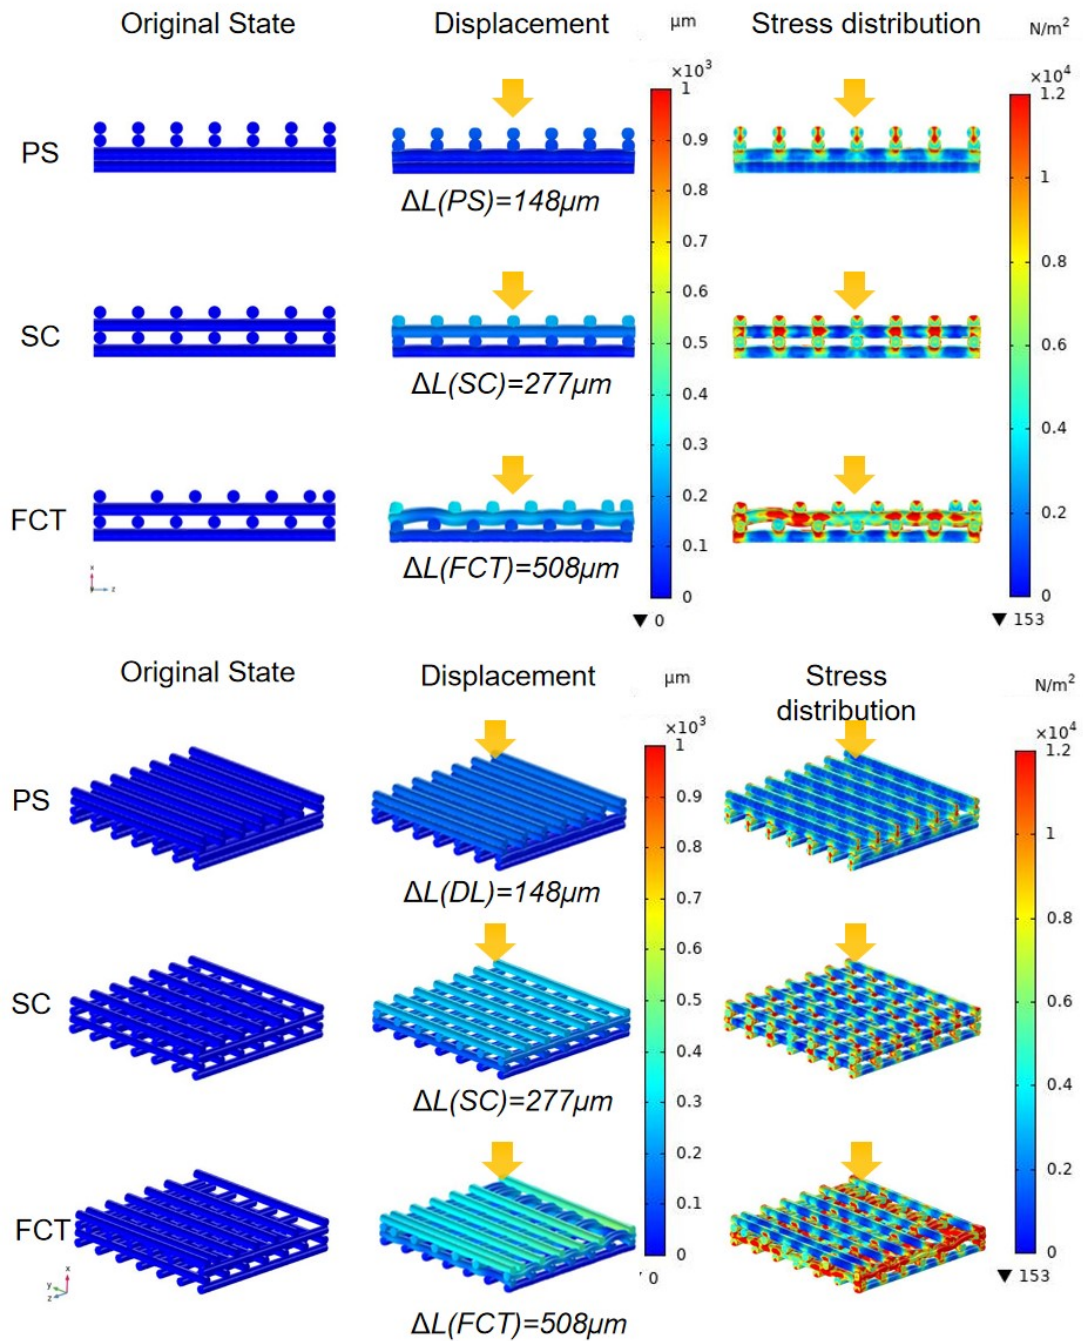 Original State Displacement μm Stress distribution N/m²
×10³ ×10⁴
1 1.2
PS
0.9 1
0.8
ΔL(PS)=148μm
0.7 0.8
0.6
SC 0.6
0.5
ΔL(SC)=277μm
0.4 0.4
0.3
FCT 0.2 0.2
0.1
ΔL(FCT)=508μm
x
y z
0 0
▼ 0 ▼ 153
Original State Displacement μm Stress distribution N/m²
×10³ ×10⁴
1 1.2
PS
0.9 1
0.8
ΔL(DL)=148μm
0.7 0.8
0.6
SC 0.6
0.5
0.4 0.4
ΔL(SC)=277μm
0.3
0.2 0.2
FCT 0.1
x
y
z
0 0
0 ▼ 153
ΔL(FCT)=508μm